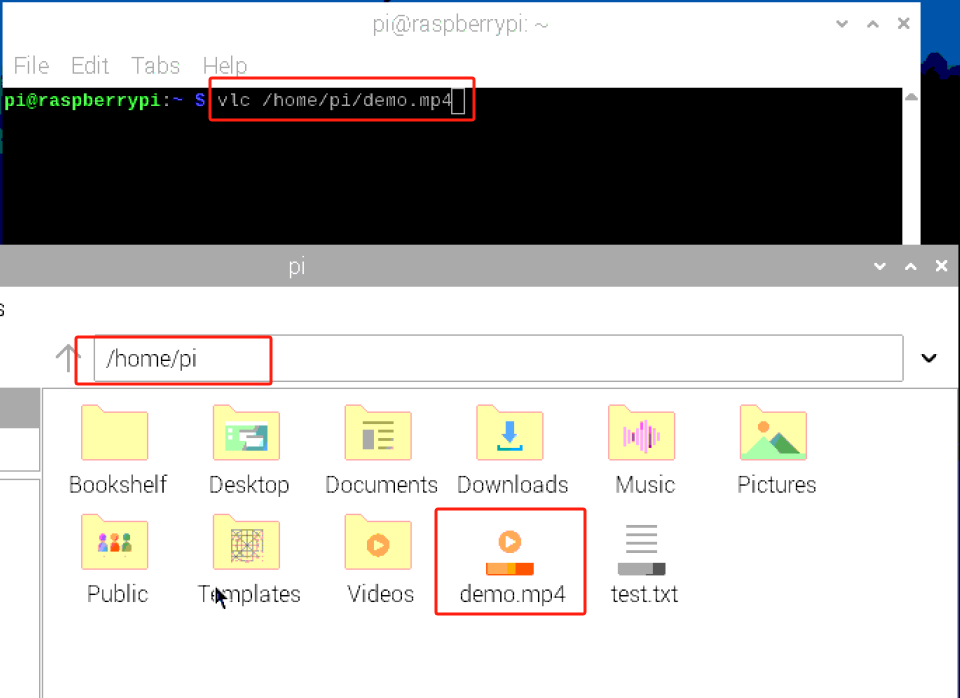 pi@raspberrypi: ~
File Edit Tabs Help
pi@raspberrypi:~ $ vlc /home/pi/demo.mp4
pi
s
/home/pi
Bookshelf Desktop Documents Downloads Music Pictures
Public Templates Videos demo.mp4 test.txt